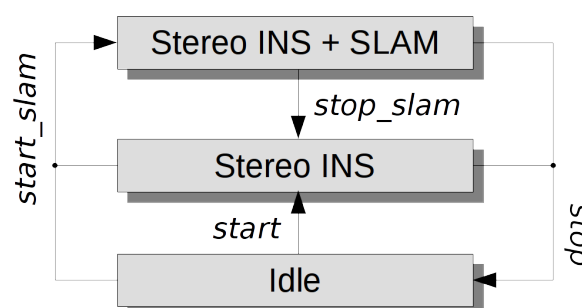 Stereo INS + SLAM
start_slam
stop_slam
Stereo INS
start
stop
Idle